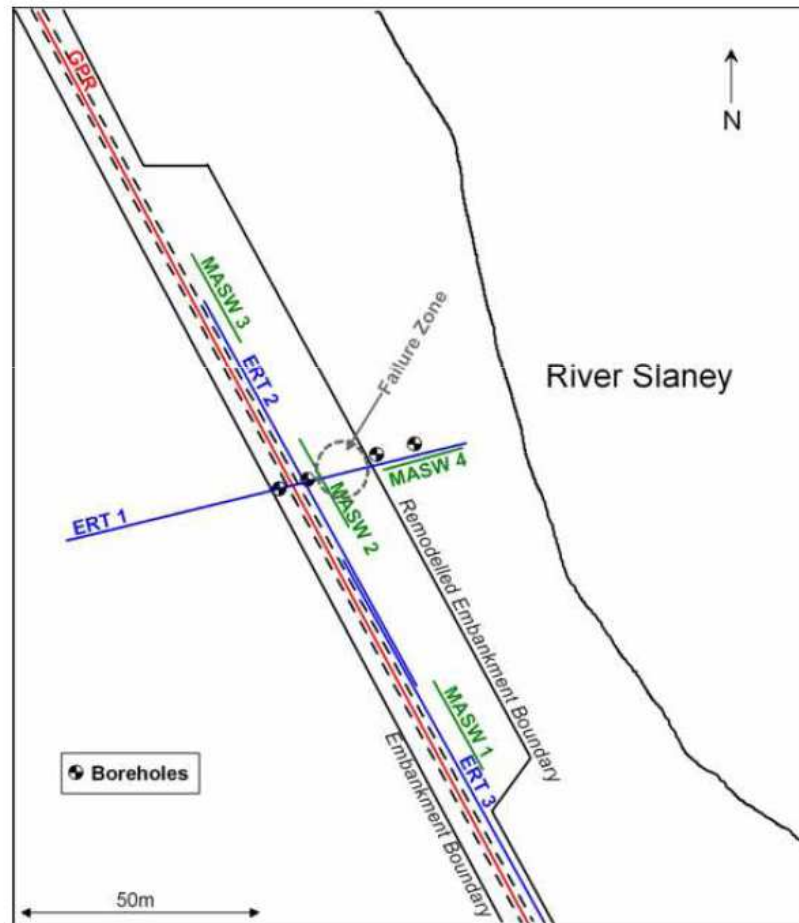 GPR
N
MASW 3
Failure Zone
ERT 2
River Slaney
MASW 4
MASW 2
ERT 1
Remodelled Embankment Boundary
MASW 1
ERT 3
Boreholes
Embankment Boundary
50m